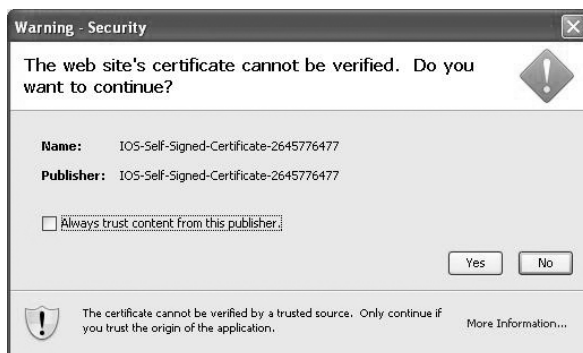 Warning - Security
The web site's certificate cannot be verified. Do you
want to continue?
Name: IOS-Self-Signed-Certificate-2645776477
Publisher: IOS-Self-Signed-Certificate-2645776477
Always trust content from this publisher.
Yes No
The certificate cannot be verified by a trusted source. Only continue if
you trust the origin of the application.
More Information...